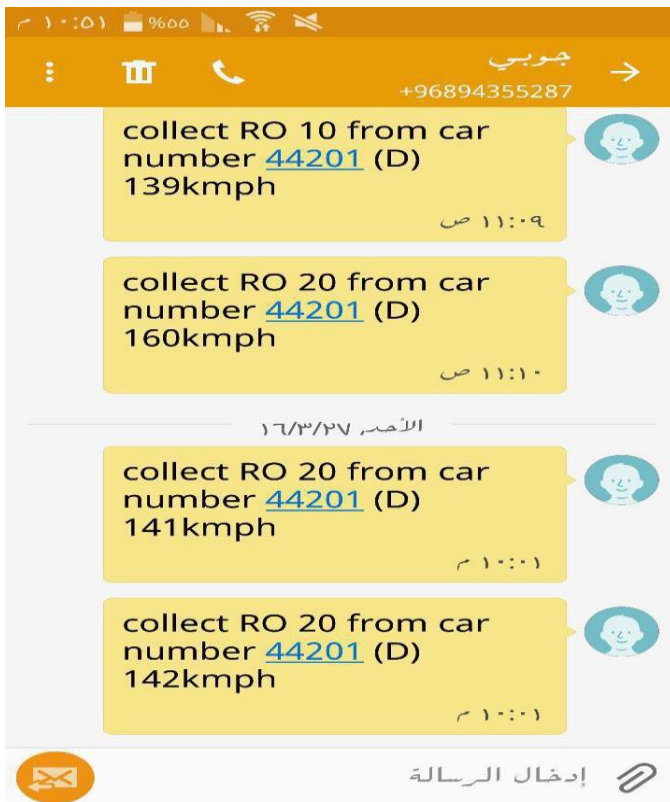 ١٠:٥١ م %٥٥
جوبي
+96894355287
collect RO 10 from car
number 44201 (D)
139kmph
١١:٠٩ ص
collect RO 20 from car
number 44201 (D)
160kmph
١١:١٠ ص
الأحد, ١٦/٣/٢٧
collect RO 20 from car
number 44201 (D)
141kmph
١٠:٠١ م
collect RO 20 from car
number 44201 (D)
142kmph
١٠:٠١ م
إدخال الرسالة